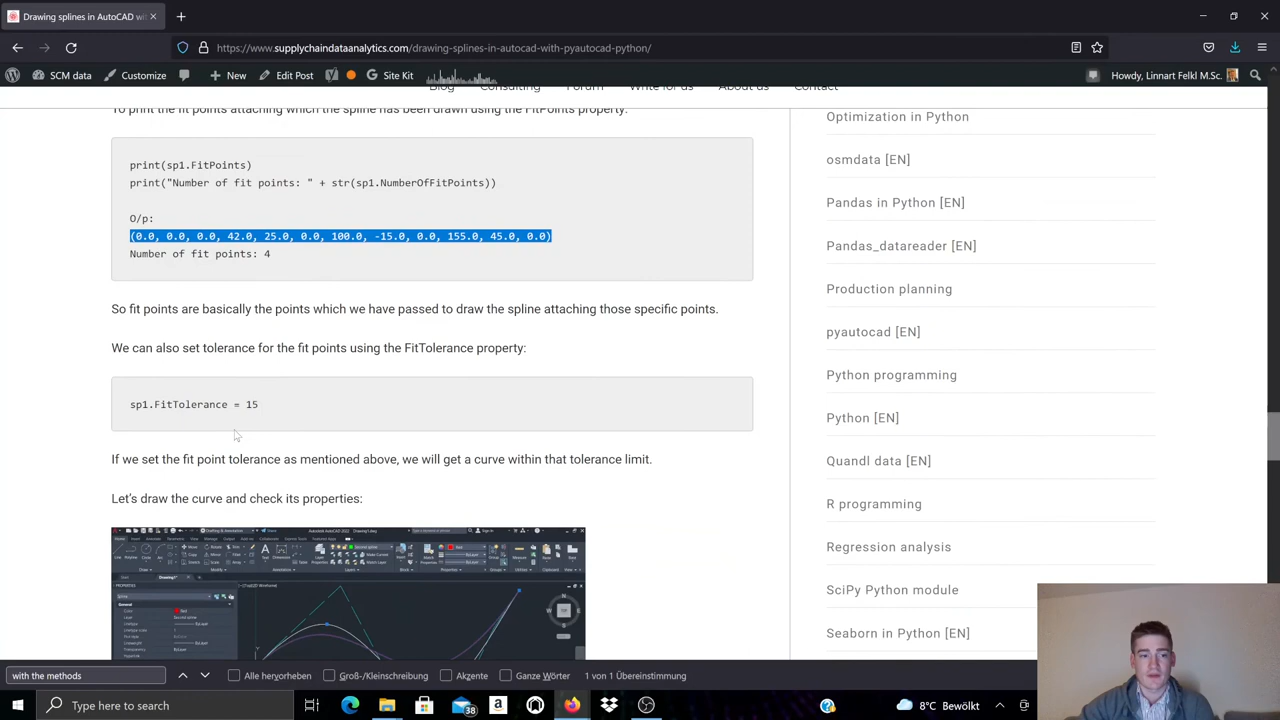 Drawing splines in AutoCAD wit
https://www.supplychaindataanalytics.com/drawing-splines-in-autocad-with-pyautocad-python/
SCM data
Customize
New
Edit Post
Site Kit
Howdy, Linnart Felkl M.Sc.
Blog
Consulting
Forum
Write for us
About us
Contact
To print the fit points attaching which the spline has been drawn using the FitPoints property:
print(sp1.FitPoints)
print("Number of fit points: " + str(sp1.NumberOfFitPoints))
O/p:
(0.0, 0.0, 0.0, 42.0, 25.0, 0.0, 100.0, -15.0, 0.0, 155.0, 45.0, 0.0)
Number of fit points: 4
So fit points are basically the points which we have passed to draw the spline attaching those specific points.
We can also set tolerance for the fit points using the FitTolerance property:
sp1.FitTolerance = 15
If we set the fit point tolerance as mentioned above, we will get a curve within that tolerance limit.
Let's draw the curve and check its properties:
Optimization in Python
osmdata [EN]
Pandas in Python [EN]
Pandas_datareader [EN]
Production planning
pyautocad [EN]
Python programming
Python [EN]
Quandl data [EN]
R programming
Regression analysis
SciPy Python module
Seaborn in Python [EN]
PROPERTIES
General
with the methods
Alle hervorheben
Groß-/Kleinschreibung
Akzente
Ganze Wörter
1 von 1 Übereinstimmung
Type here to search
38
8°C Bewölkt